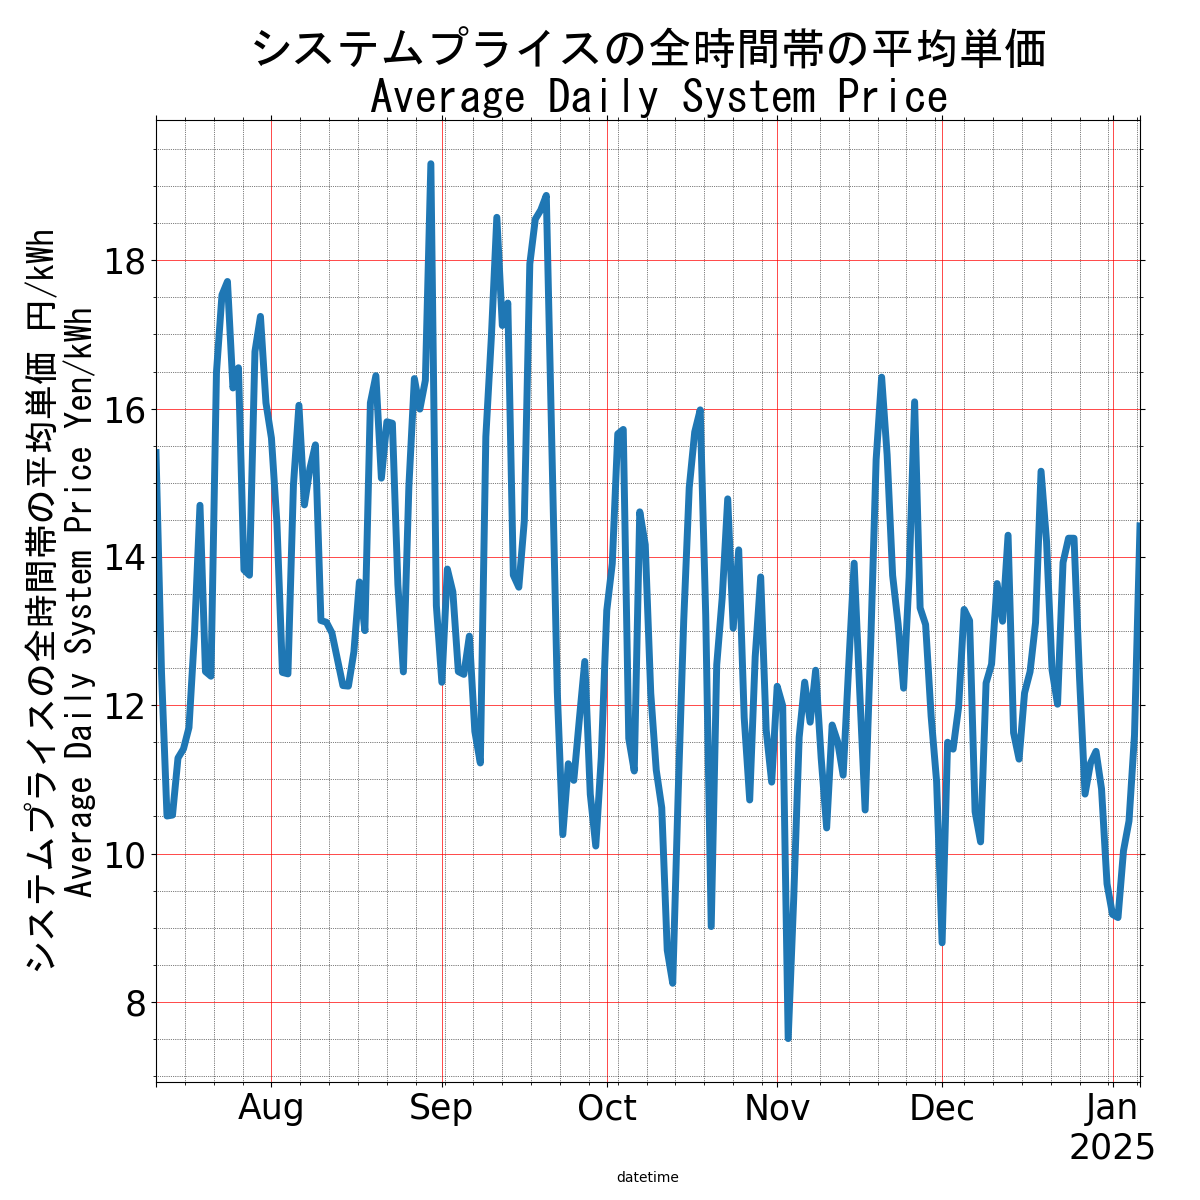 システムプライスの全時間帯の平均単価
Average Daily System Price
システムプライスの全時間帯の平均単価 円/kWh
Average Daily System Price Yen/kWh
18
16
14
12
10
8
Aug
Sep
Oct
Nov
Dec
Jan
2025
datetime